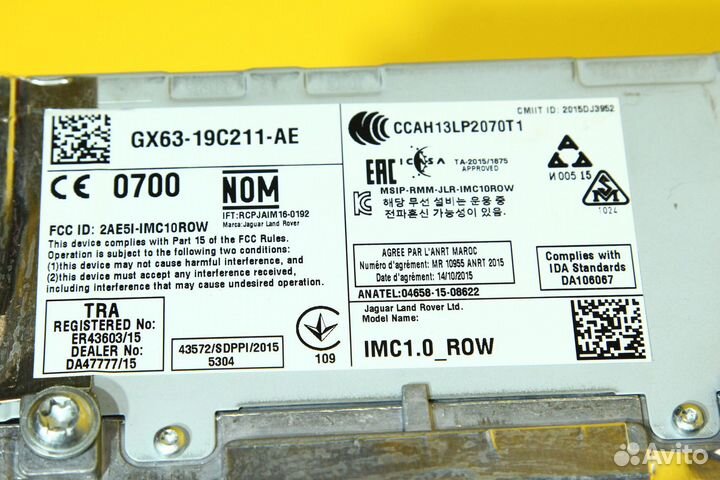 CMIIT ID: 2015DJ3952
GX63-19C211-AE
CCAH13LP2070T1
CE 0700
NOM
IFT:RCPJAIM16-0192
Marca: Jaguar Land Rover
EAC
ICASA
TA-2015/1675
APPROVED
И 005 15
MSIP-RMM-JLR-IMC10ROW
해당 무선 설비는 운용 중
전파혼신 가능성이 있음
1024
FCC ID: 2AE5I-IMC10ROW
This device complies with Part 15 of the FCC Rules.
Operation is subject to the following two conditions:
(1)this device may not cause harmful interference, and
(2)this device must accept any interference received,
including interference that may cause undesired operation.
AGREE PAR L'ANRT MAROC
Numéro d'agrément: MR 10955 ANRT 2015
Date d'agrément: 14/10/2015
Complies with
IDA Standards
DA106067
ANATEL:04658-15-08622
TRA
REGISTERED No:
ER43603/15
DEALER No:
DA47777/15
43572/SDPPI/2015
5304
109
Jaguar Land Rover Ltd.
Model Name:
IMC1.0_ROW
Avito